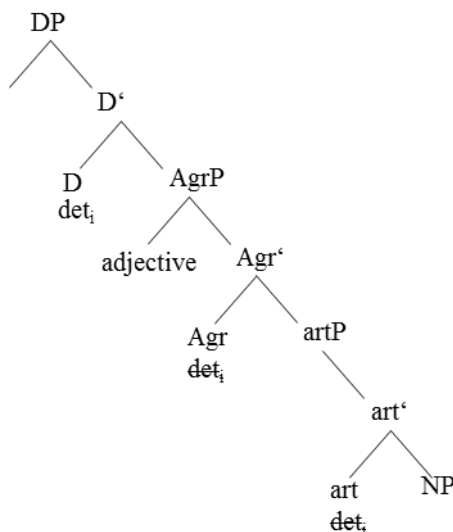 DP
D‘
D
AgrP
det_i
adjective
Agr‘
Agr
artP
det_i
art‘
art
NP
det_i